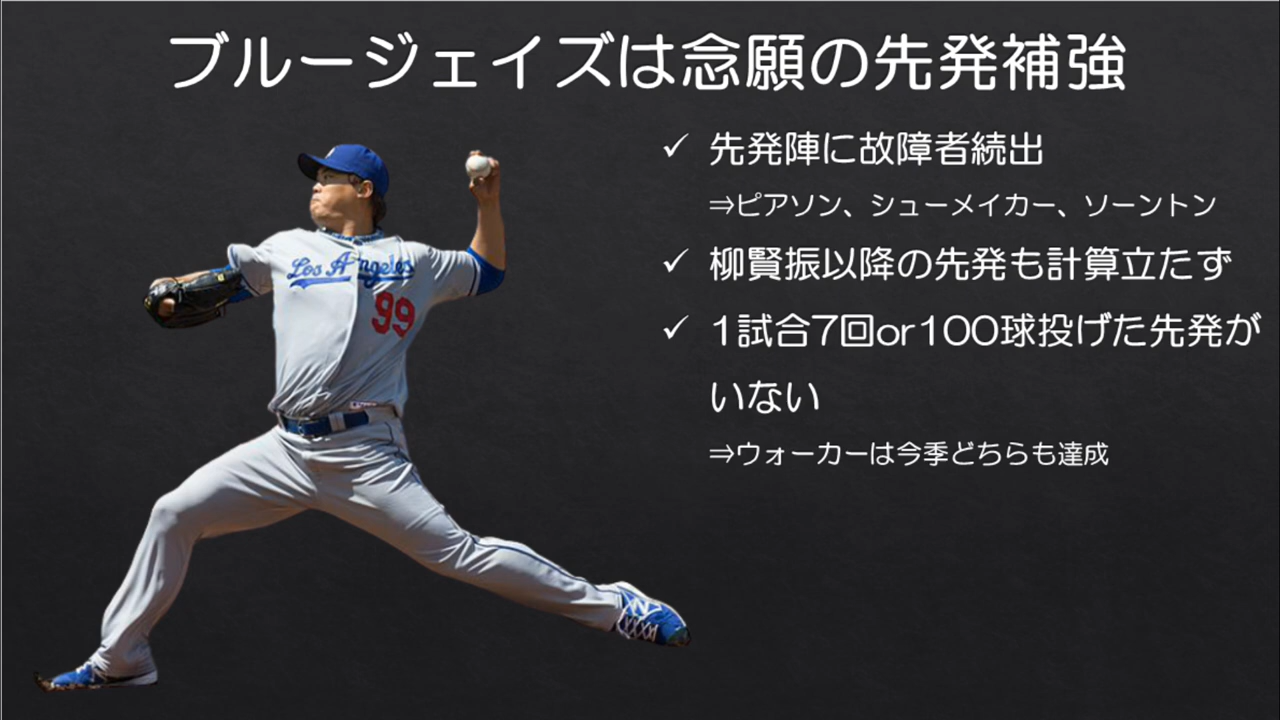 ブルージェイズは念願の先発補強
✓ 先発陣に故障者続出
⇒ピアソン、シューメイカー、ソーントン
✓ 柳賢振以降の先発も計算立たず
✓ 1試合7回or100球投げた先発が
いない
⇒ウォーカーは今季どちらも達成
Los Angeles
99